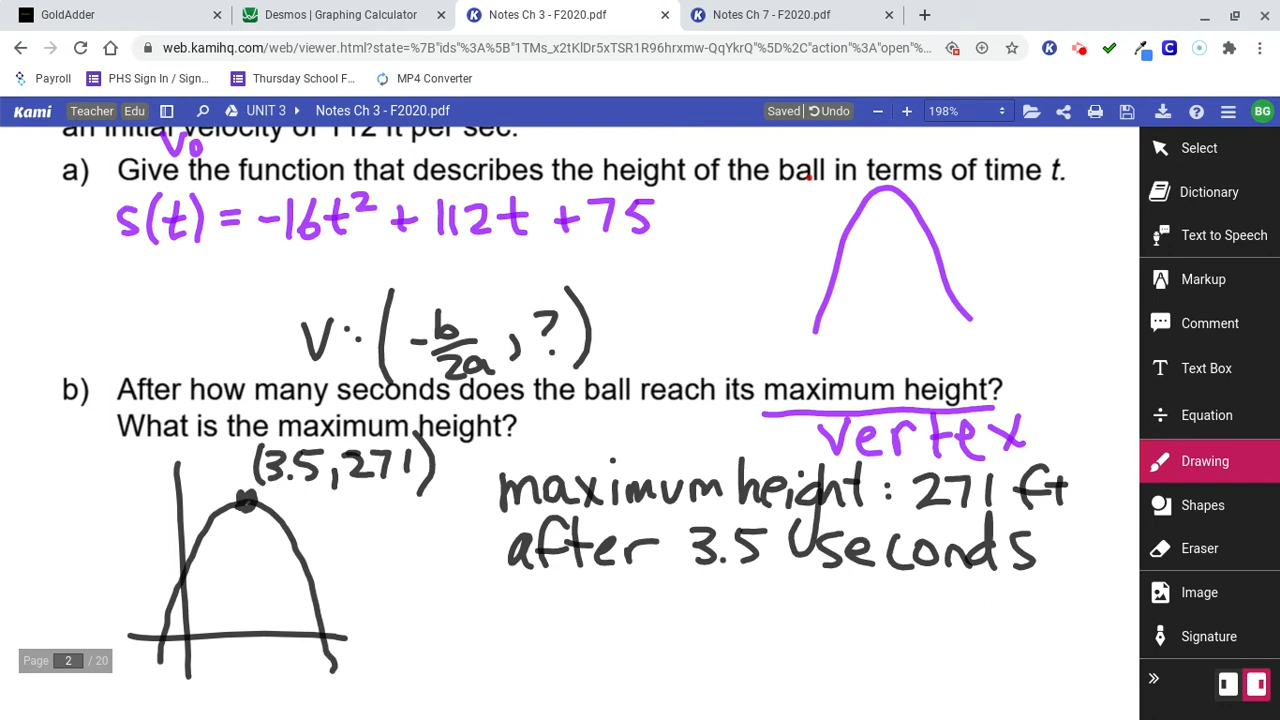 GoldAdder
Desmos | Graphing Calculator
Notes Ch 3 - F2020.pdf
Notes Ch 7 - F2020.pdf
web.kamihq.com/web/viewer.html?state=%7B"ids"%3A%5B"1TMs_x2tKlDr5xTSR1R96hrxmw-QqYkrQ"%5D%2C"action"%3A"open"%...
Payroll
PHS Sign In / Sign...
Thursday School F...
MP4 Converter
Kami
Teacher
Edu
UNIT 3
Notes Ch 3 - F2020.pdf
Saved
Undo
198%
BG
an initial velocity of 112 ft per sec.
v0
a) Give the function that describes the height of the ball in terms of time t.
s(t) = -16t² + 112t + 75
V: (-b/2a, ?)
b) After how many seconds does the ball reach its maximum height?
What is the maximum height?
vertex
(3.5, 271)
maximum height: 271 ft
after 3.5 seconds
Page 2 / 20
Select
Dictionary
Text to Speech
Markup
Comment
Text Box
Equation
Drawing
Shapes
Eraser
Image
Signature